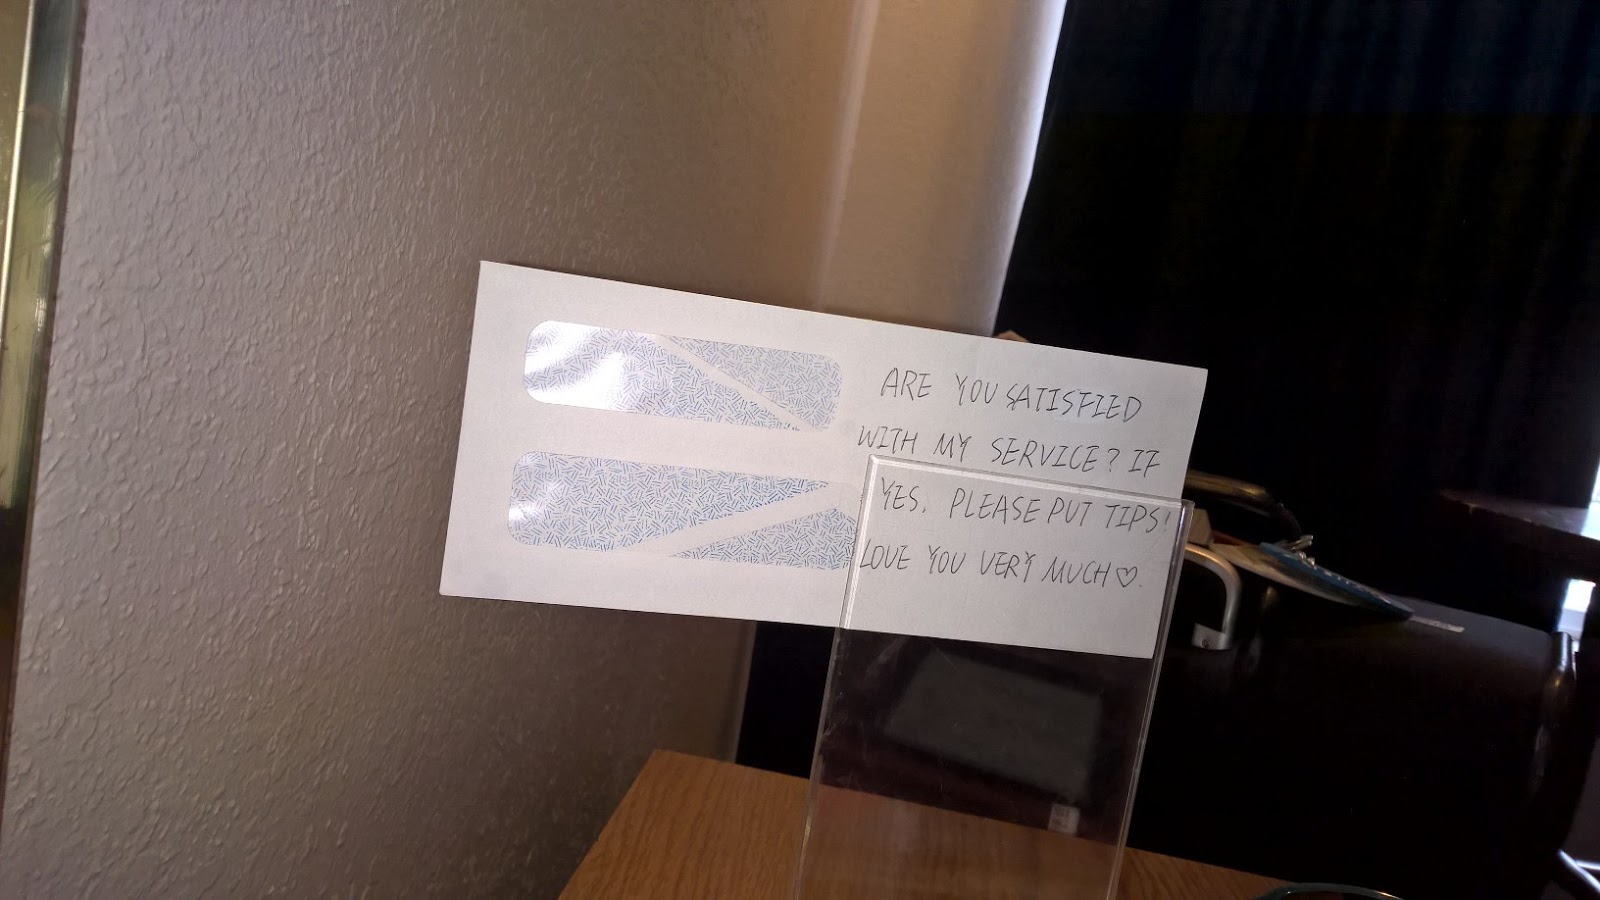 ARE YOU SATISFIED
WITH MY SERVICE? IF
YES, PLEASE PUT TIPS!
LOVE YOU VERY MUCH♡.